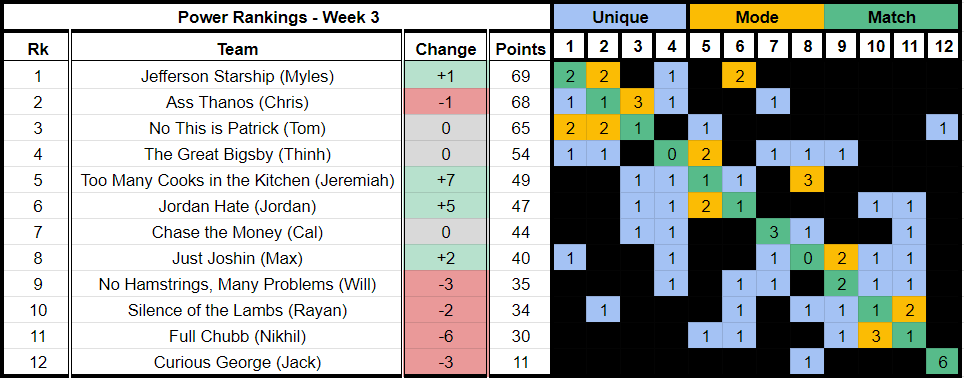 Power Rankings - Week 3 Unique Mode Match
Rk Team Change Points 1 2 3 4 5 6 7 8 9 10 11 12
1 Jefferson Starship (Myles) +1 69 2 2 1 2
2 Ass Thanos (Chris) -1 68 1 1 3 1 1
3 No This is Patrick (Tom) 0 65 2 2 1 1 1
4 The Great Bigsby (Thinh) 0 54 1 1 0 2 1 1 1
5 Too Many Cooks in the Kitchen (Jeremiah) +7 49 1 1 1 1 3
6 Jordan Hate (Jordan) +5 47 1 1 2 1 1 1
7 Chase the Money (Cal) 0 44 1 1 3 1 1
8 Just Joshin (Max) +2 40 1 1 1 0 2 1 1
9 No Hamstrings, Many Problems (Will) -3 35 1 1 1 2 1 1
10 Silence of the Lambs (Rayan) -2 34 1 1 1 1 1 2
11 Full Chubb (Nikhil) -6 30 1 1 1 1 3 1
12 Curious George (Jack) -3 11 1 6